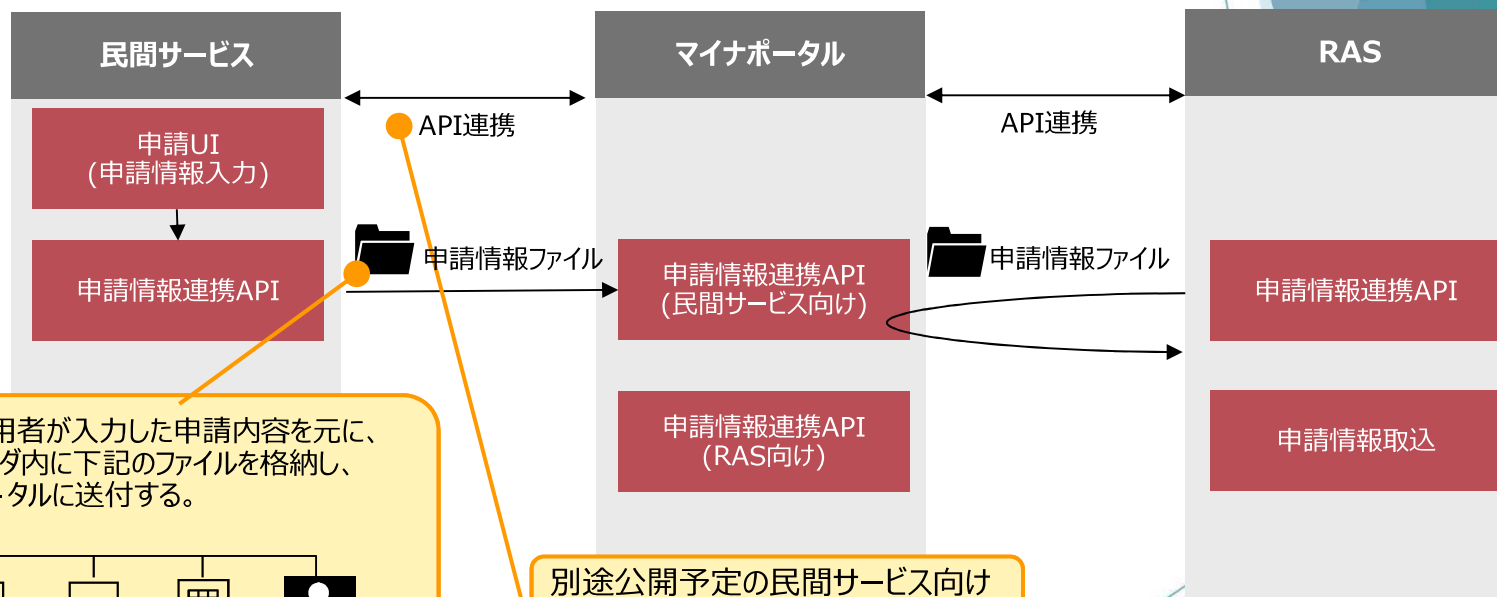 民間サービス
マイナポータル
RAS
API連携
API連携
申請UI
(申請情報入力)
申請情報ファイル
申請情報ファイル
申請情報連携API
申請情報連携API
(民間サービス向け)
申請情報連携API
申請情報連携API
(RAS向け)
申請情報取込
用者が入力した申請内容を元に、
ダ内に下記のファイルを格納し、
ータルに送付する。
別途公開予定の民間サービス向け